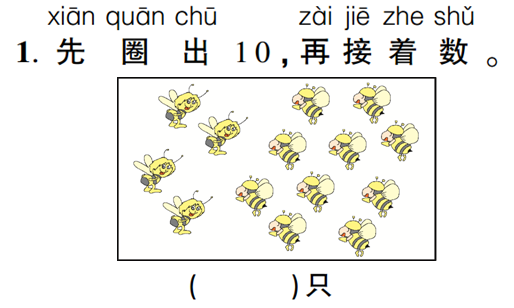 xiān quān chū zài jiē zhe shǔ
1. 先 圈 出 10，再 接 着 数 。
( ) 只